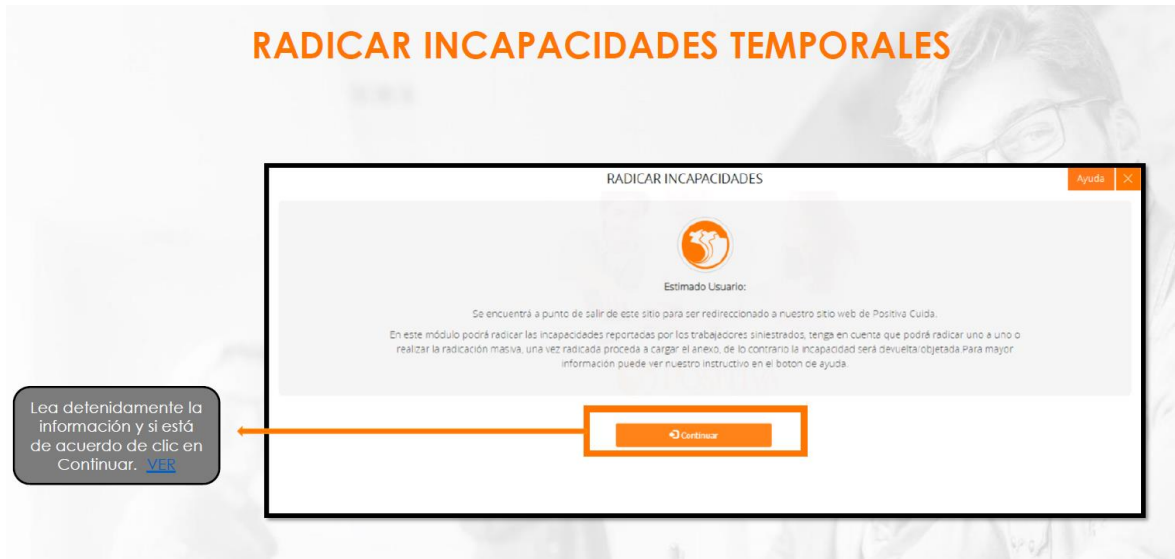 RADICAR INCAPACIDADES TEMPORALES
RADICAR INCAPACIDADES
Ayuda
Estimado Usuario:
Se encuentrá a punto de salir de este sitio para ser redireccionado a nuestro sitio web de Positiva Cuida.
En este módulo podrá radicar las incapacidades reportadas por los trabajadores siniestrados, tenga en cuenta que podrá radicar uno a uno o
realizar la radicación masiva, una vez radicada proceda a cargar el anexo, de lo contrario la incapacidad será devuelta/objetada.Para mayor
información puede ver nuestro instructivo en el boton de ayuda.
Continuar
Lea detenidamente la
información y si está
de acuerdo de clic en
Continuar. VER